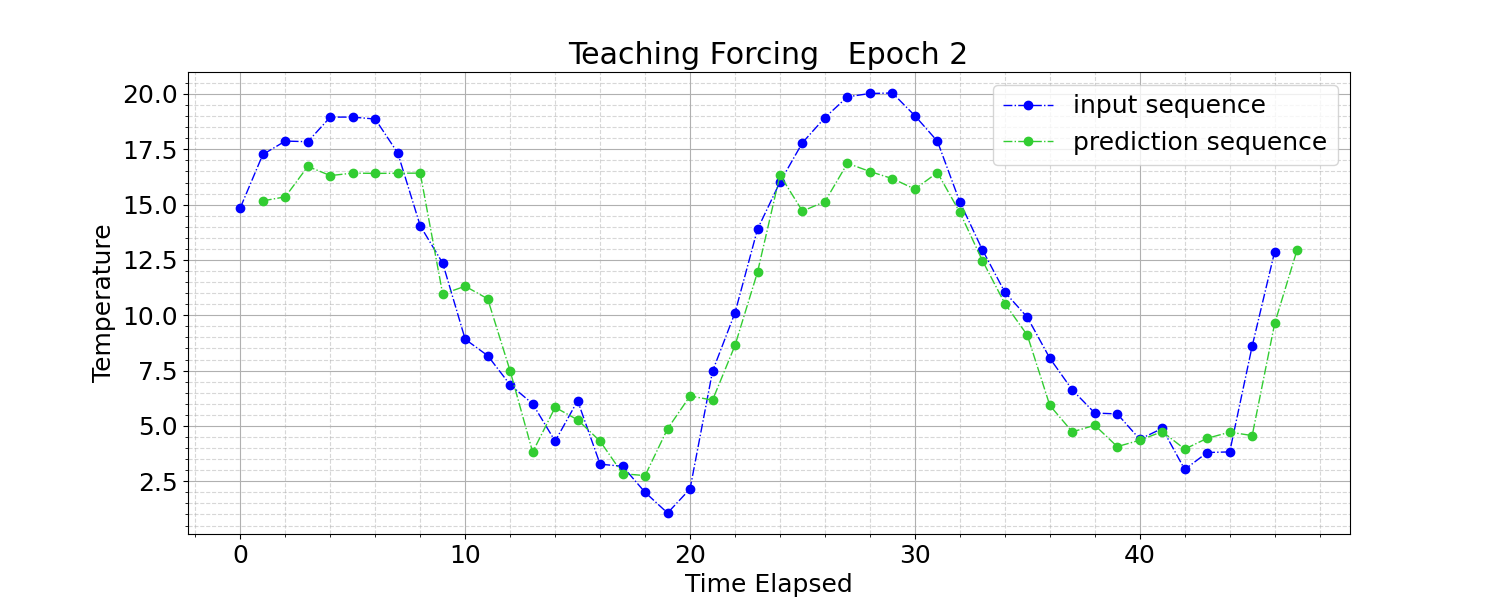 Teaching Forcing   Epoch 2
20.0
17.5
15.0
12.5
10.0
7.5
5.0
2.5
Temperature
input sequence
prediction sequence
0 10 20 30 40
Time Elapsed